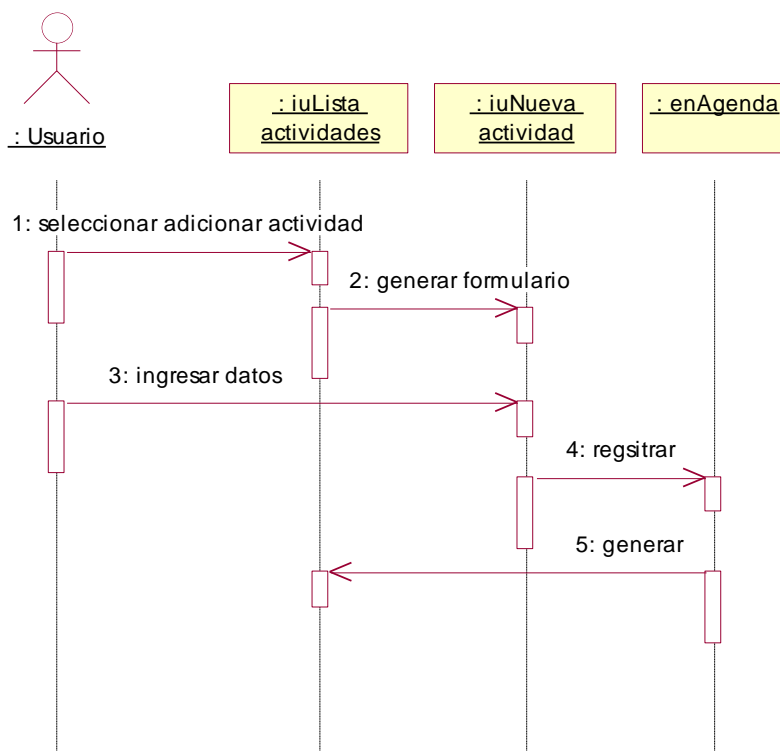 : Usuario
: iuLista
actividades
: iuNueva
actividad
: enAgenda
1: seleccionar adicionar actividad
2: generar formulario
3: ingresar datos
4: regsitrar
5: generar